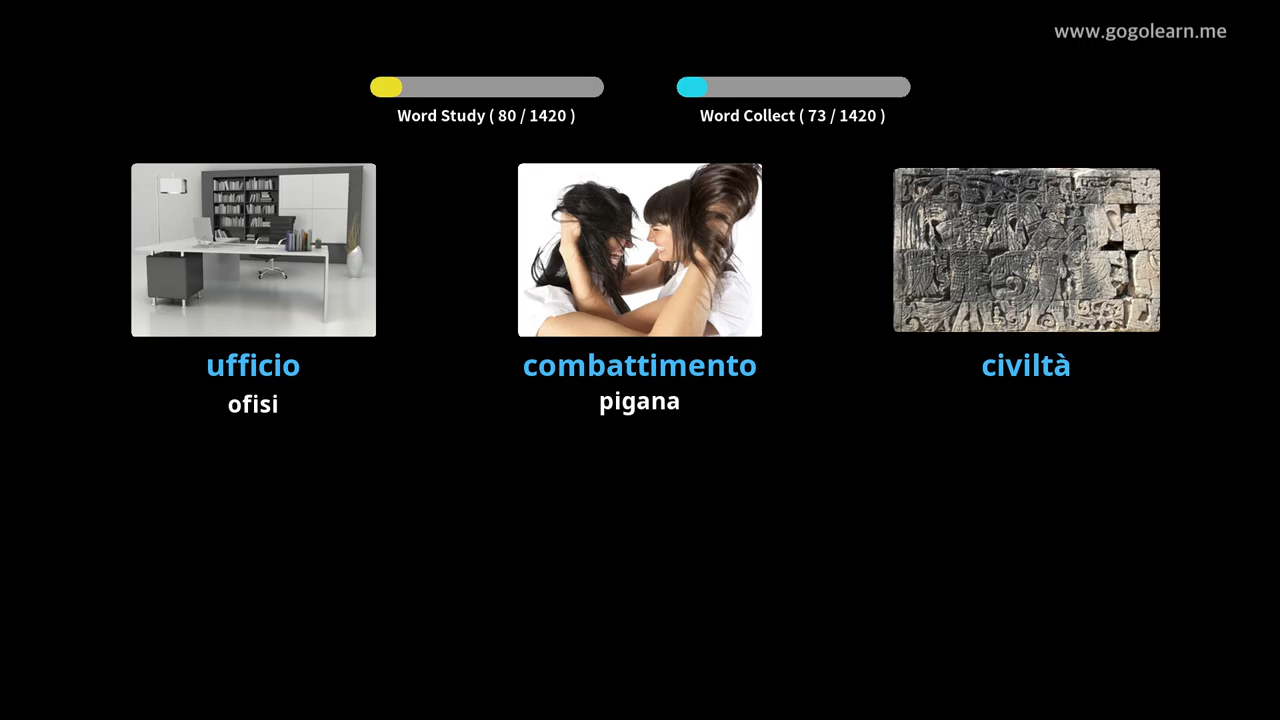 www.gogolearn.me
Word Study ( 80 / 1420 )
Word Collect ( 73 / 1420 )
ufficio
combattimento
civiltà
ofisi
pigana